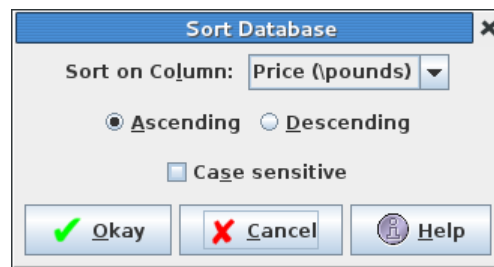 Sort Database
Sort on Column: Price (\pounds)
Ascending Descending
Case sensitive
Okay Cancel Help